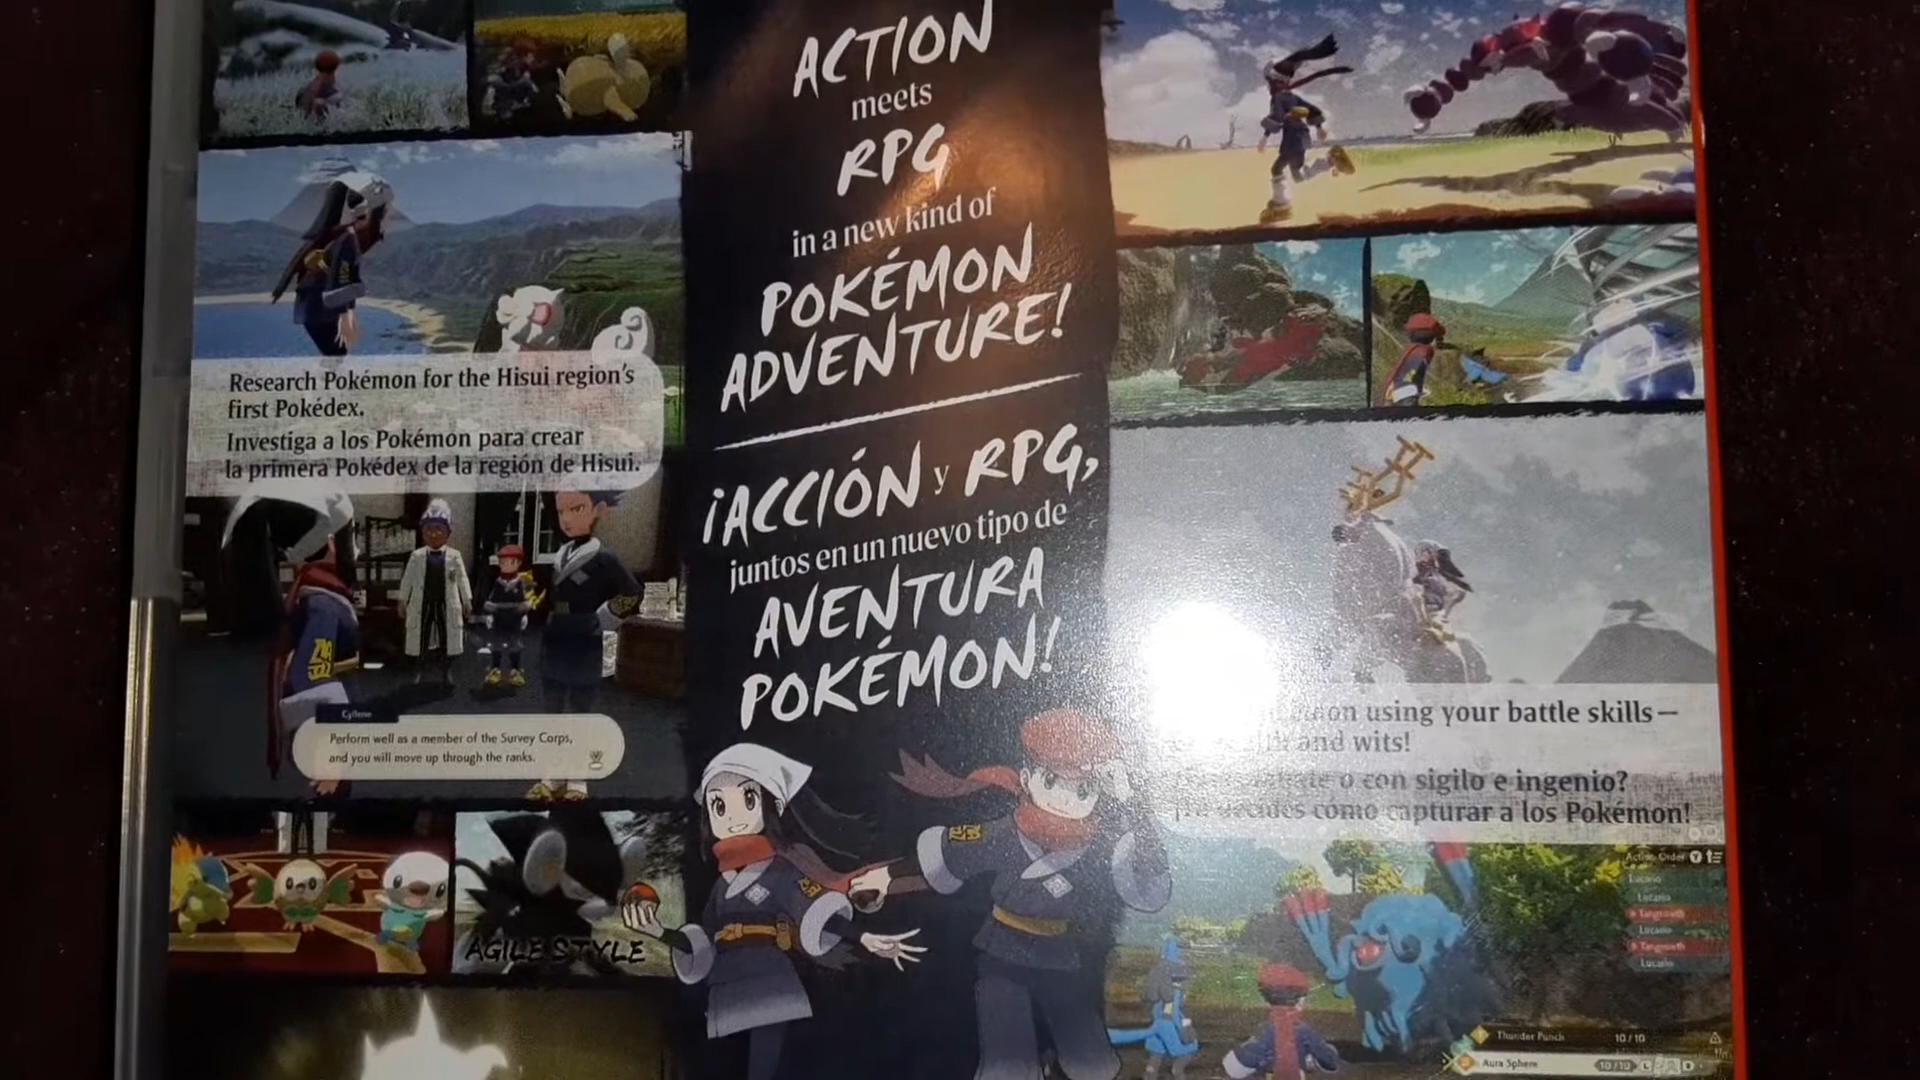 ACTION
meets
RPG
in a new kind of
POKÉMON
ADVENTURE!
¡ACCIÓN y RPG,
juntos en un nuevo tipo de
AVENTURA
POKÉMON!
Research Pokémon for the Hisui region's
first Pokédex.
Investiga a los Pokémon para crear
la primera Pokédex de la región de Hisui.
Cyllene
Perform well as a member of the Survey Corps,
and you will move up through the ranks.
AGILE STYLE
using your battle skills—
and wits!
o con sigilo e ingenio?
decides cómo capturar a los Pokémon!
Action Order Y
Lucario
Lucario
Tangrowth
Lucario
Tangrowth
Lucario
Thunder Punch 10/10
Aura Sphere 10/10